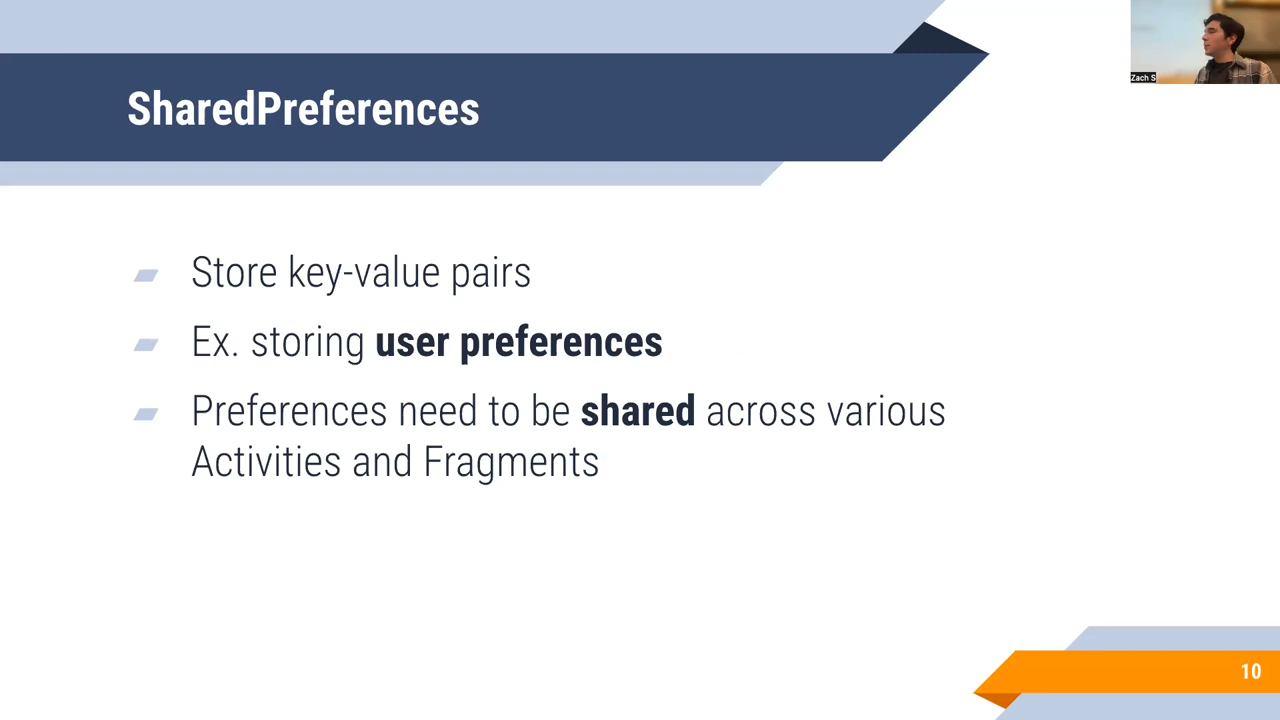 SharedPreferences
Zach S
Store key-value pairs
Ex. storing user preferences
Preferences need to be shared across various
Activities and Fragments
10